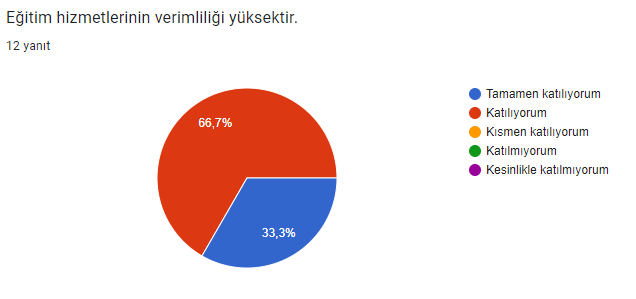 Eğitim hizmetlerinin verimliliği yüksektir.
12 yanıt
66,7%
33,3%
Tamamen katılıyorum
Katılıyorum
Kısmen katılıyorum
Katılmıyorum
Kesinlikle katılmıyorum